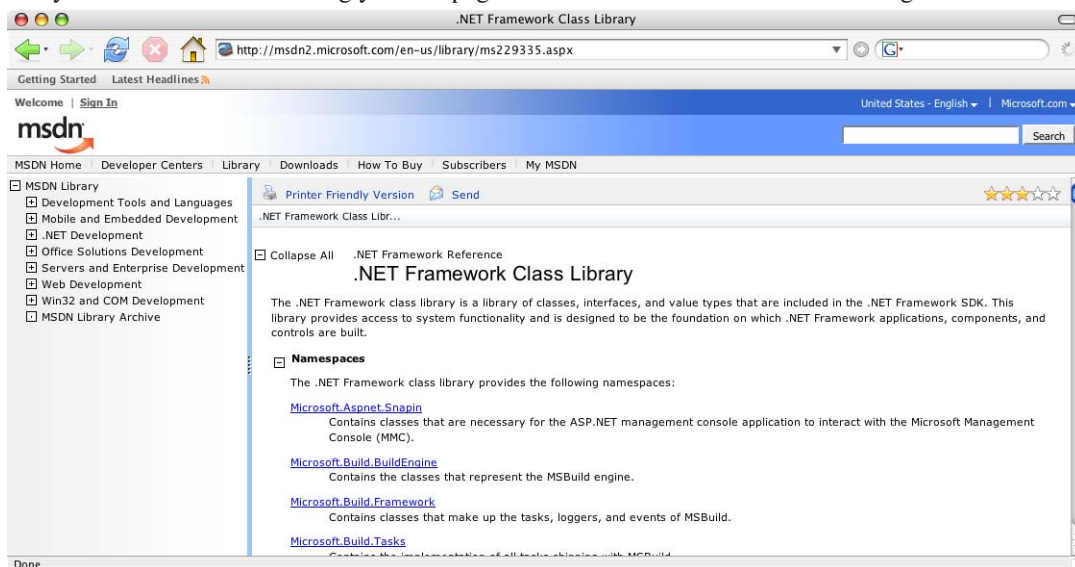 .NET Framework Class Library
http://msdn2.microsoft.com/en-us/library/ms229335.aspx
G
Getting Started Latest Headlines
Welcome | Sign In
United States - English | Microsoft.com
msdn
Search
MSDN Home Developer Centers Library Downloads How To Buy Subscribers My MSDN
MSDN Library
Development Tools and Languages
Mobile and Embedded Development
.NET Development
Office Solutions Development
Servers and Enterprise Development
Web Development
Win32 and COM Development
MSDN Library Archive
Printer Friendly Version Send
.NET Framework Class Libr...
Collapse All .NET Framework Reference
.NET Framework Class Library
The .NET Framework class library is a library of classes, interfaces, and value types that are included in the .NET Framework SDK. This
library provides access to system functionality and is designed to be the foundation on which .NET Framework applications, components, and
controls are built.
Namespaces
The .NET Framework class library provides the following namespaces:
Microsoft.Aspnet.Snapin
Contains classes that are necessary for the ASP.NET management console application to interact with the Microsoft Management
Console (MMC).
Microsoft.Build.BuildEngine
Contains the classes that represent the MSBuild engine.
Microsoft.Build.Framework
Contains classes that make up the tasks, loggers, and events of MSBuild.
Microsoft.Build.Tasks
Contains the implementation of all tasks shipping with MSBuild
Done